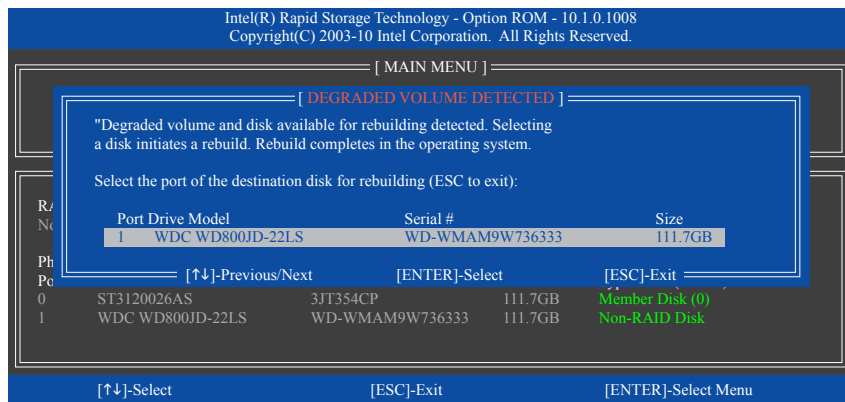 Intel(R) Rapid Storage Technology - Option ROM - 10.1.0.1008
Copyright(C) 2003-10 Intel Corporation. All Rights Reserved.
[ MAIN MENU ]
[ DEGRADED VOLUME DETECTED ]
"Degraded volume and disk available for rebuilding detected. Selecting
a disk initiates a rebuild. Rebuild completes in the operating system.
Select the port of the destination disk for rebuilding (ESC to exit):
Port Drive Model Serial # Size
1 WDC WD800JD-22LS WD-WMAM9W736333 111.7GB
[↑↓]-Previous/Next [ENTER]-Select [ESC]-Exit
0 ST3120026AS 3JT354CP 111.7GB Member Disk (0)
1 WDC WD800JD-22LS WD-WMAM9W736333 111.7GB Non-RAID Disk
[↑↓]-Select [ESC]-Exit [ENTER]-Select Menu